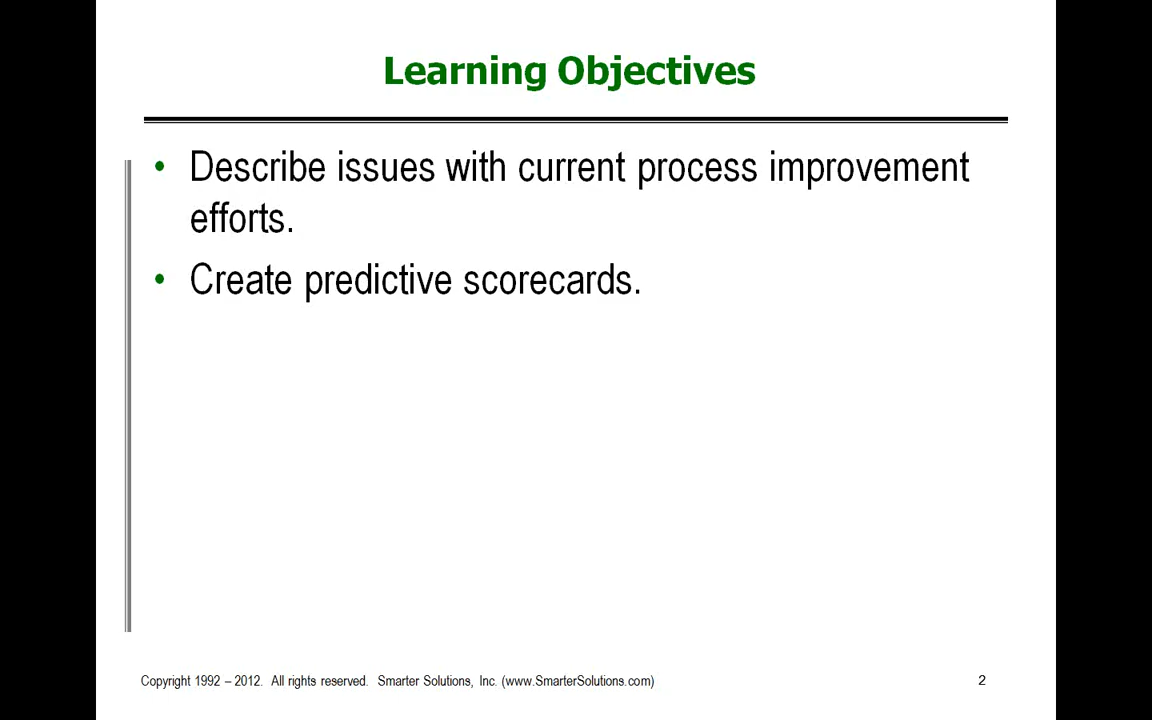 Learning Objectives
• Describe issues with current process improvement
efforts.
• Create predictive scorecards.
Copyright 1992 – 2012. All rights reserved. Smarter Solutions, Inc. (www.SmarterSolutions.com)
2